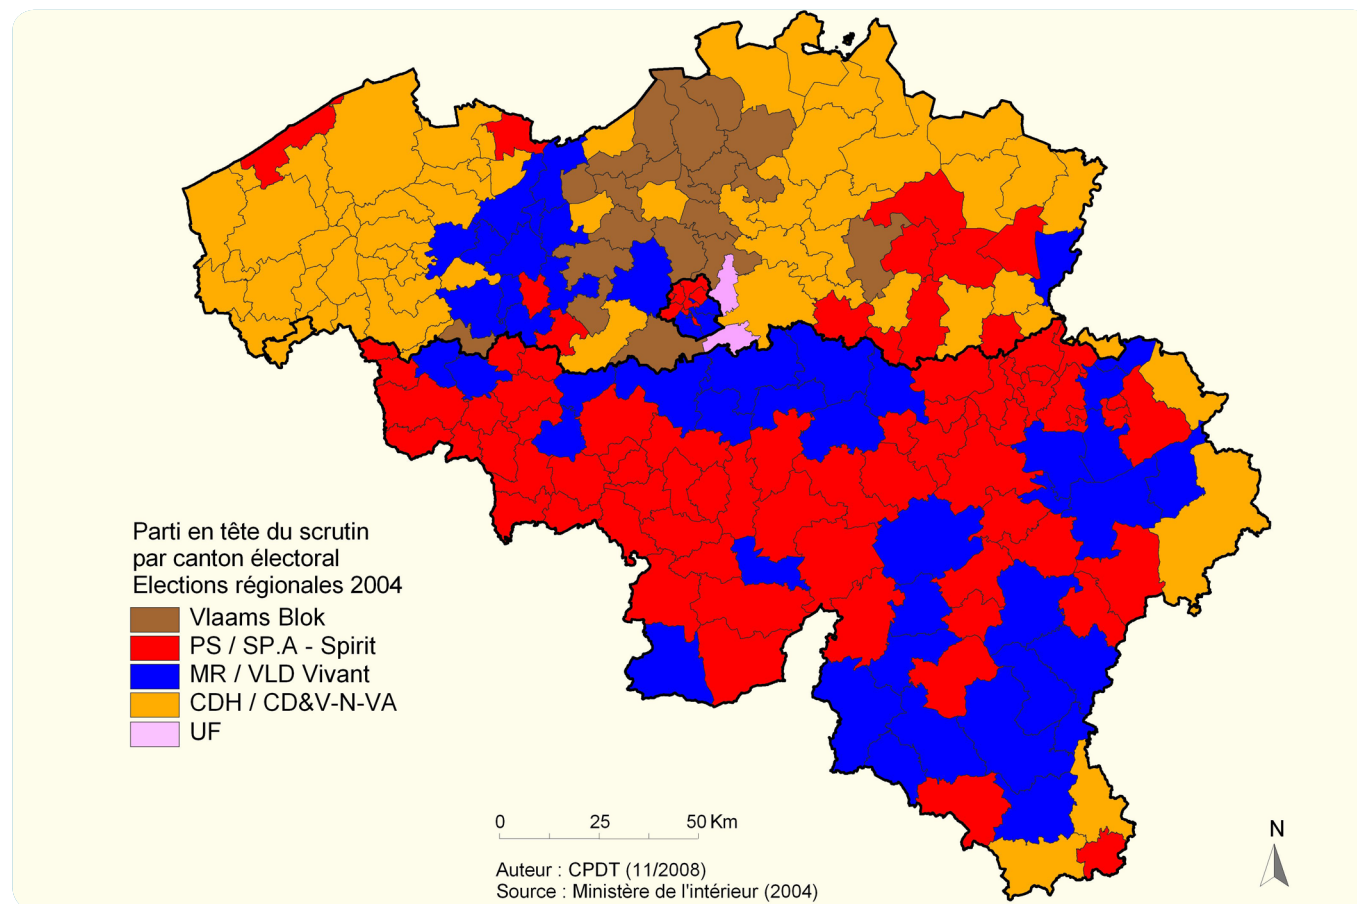 Parti en tête du scrutin
par canton électoral
Elections régionales 2004
Vlaams Blok
PS / SP.A - Spirit
MR / VLD Vivant
CDH / CD&V-N-VA
UF
0 25 50 Km
N
Auteur : CPDT (11/2008)
Source : Ministère de l'intérieur (2004)